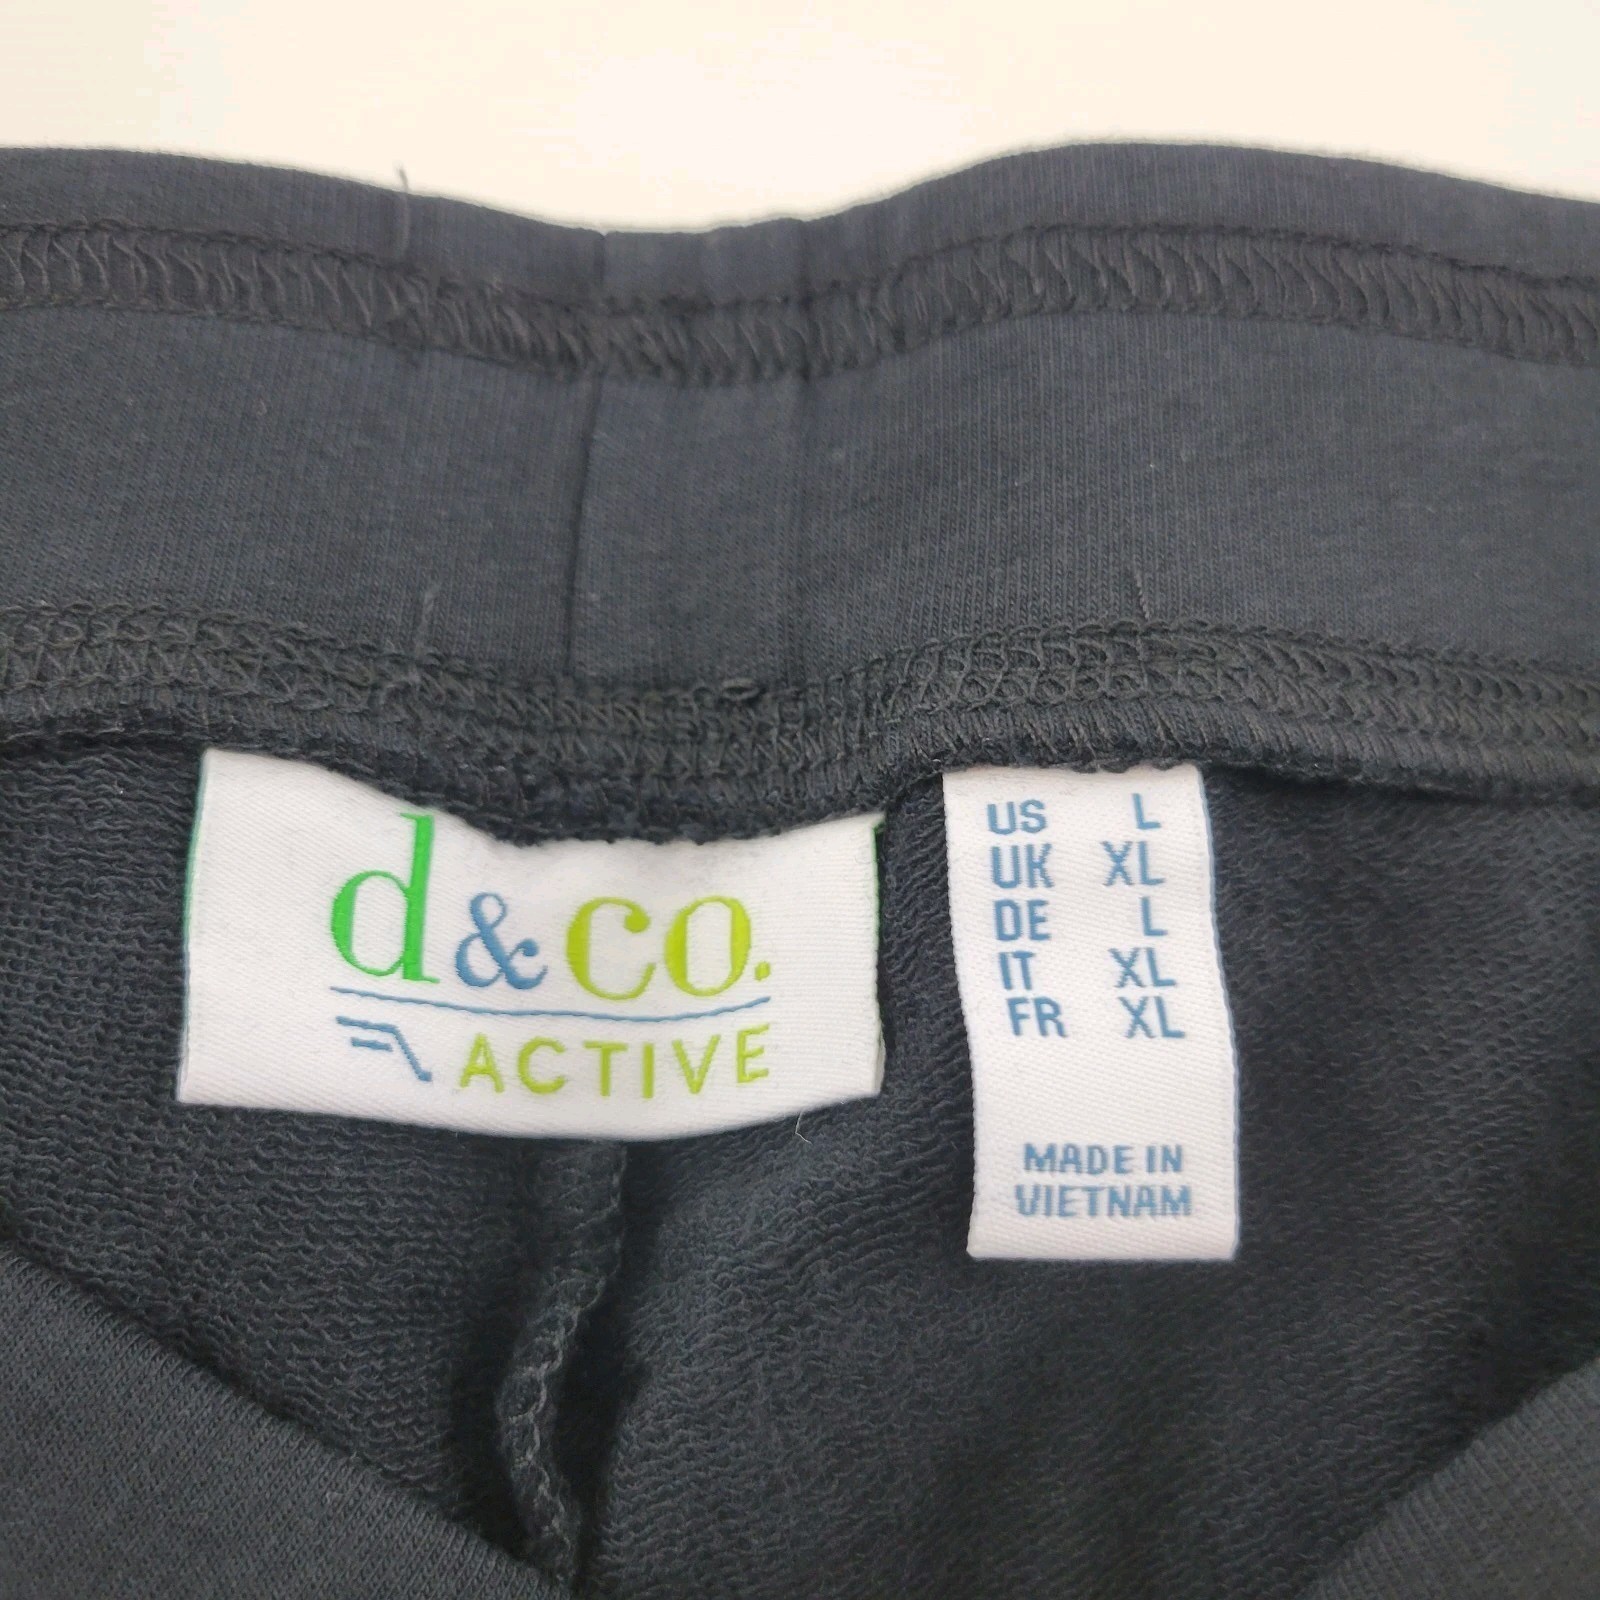 d & co.
ACTIVE
US L
UK XL
DE L
IT XL
FR XL
MADE IN
VIETNAM